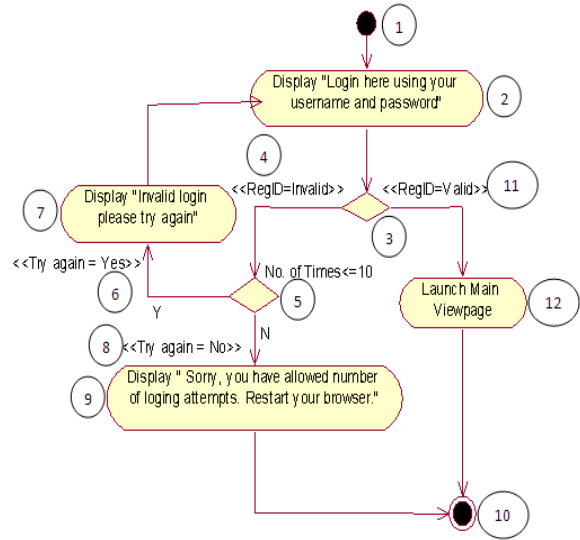 1
Display "Login here using your
username and password"
2
4
<<RegID=Invalid>>
<<RegID=Valid>>
11
3
7
Display "Invalid login
please try again"
<<Try again = Yes>>
6
Y
No. of Times<=10
5
N
Launch Main
Viewpage
12
8
<<Try again = No>>
9
Display " Sorry, you have allowed number
of loging attempts. Restart your browser."
10